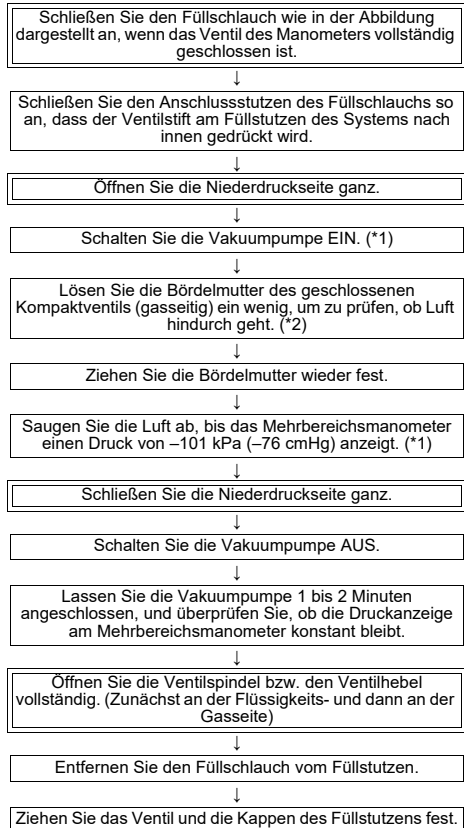 Schließen Sie den Füllschlauch wie in der Abbildung
dargestellt an, wenn das Ventil des Manometers vollständig
geschlossen ist.
↓
Schließen Sie den Anschlussstutzen des Füllschlauchs so
an, dass der Ventilstift am Füllstutzen des Systems nach
innen gedrückt wird.
↓
Öffnen Sie die Niederdruckseite ganz.
↓
Schalten Sie die Vakuumpumpe EIN. (*1)
↓
Lösen Sie die Bördelmutter des geschlossenen
Kompaktventils (gasseitig) ein wenig, um zu prüfen, ob Luft
hindurch geht. (*2)
↓
Ziehen Sie die Bördelmutter wieder fest.
↓
Saugen Sie die Luft ab, bis das Mehrbereichsmanometer
einen Druck von –101 kPa (–76 cmHg) anzeigt. (*1)
↓
Schließen Sie die Niederdruckseite ganz.
↓
Schalten Sie die Vakuumpumpe AUS.
↓
Lassen Sie die Vakuumpumpe 1 bis 2 Minuten
angeschlossen, und überprüfen Sie, ob die Druckanzeige
am Mehrbereichsmanometer konstant bleibt.
↓
Öffnen Sie die Ventilspindel bzw. den Ventilhebel
vollständig. (Zunächst an der Flüssigkeits- und dann an der
Gasseite)
↓
Entfernen Sie den Füllschlauch vom Füllstutzen.
↓
Ziehen Sie das Ventil und die Kappen des Füllstutzens fest.